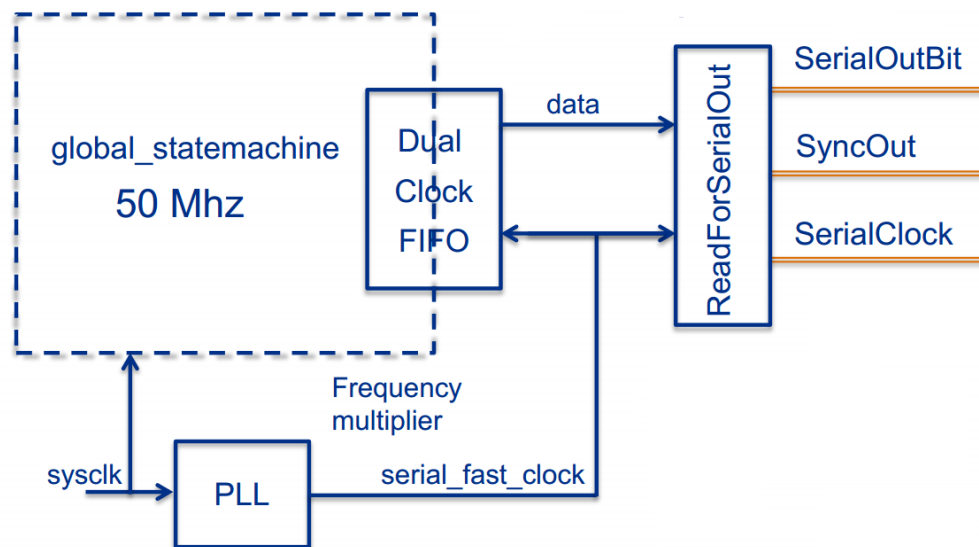 SerialOutBit
data
Dual
global_statemachine
Clock
50 Mhz
FIFO
ReadForSerialOut
SyncOut
SerialClock
Frequency
multiplier
sysclk
PLL
serial_fast_clock